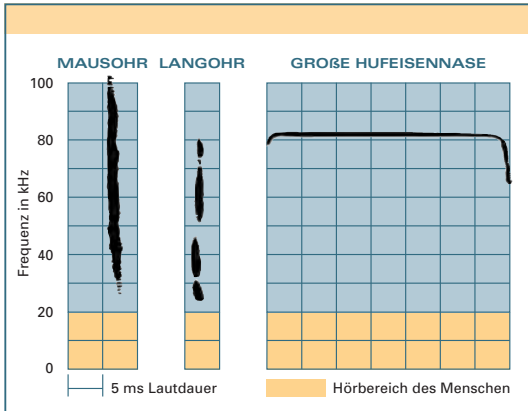 MAUSOHR LANGOHR GROßE HUFEISENNASE
Frequenz in kHz
100
80
60
40
20
0
5 ms Lautdauer
Hörbereich des Menschen